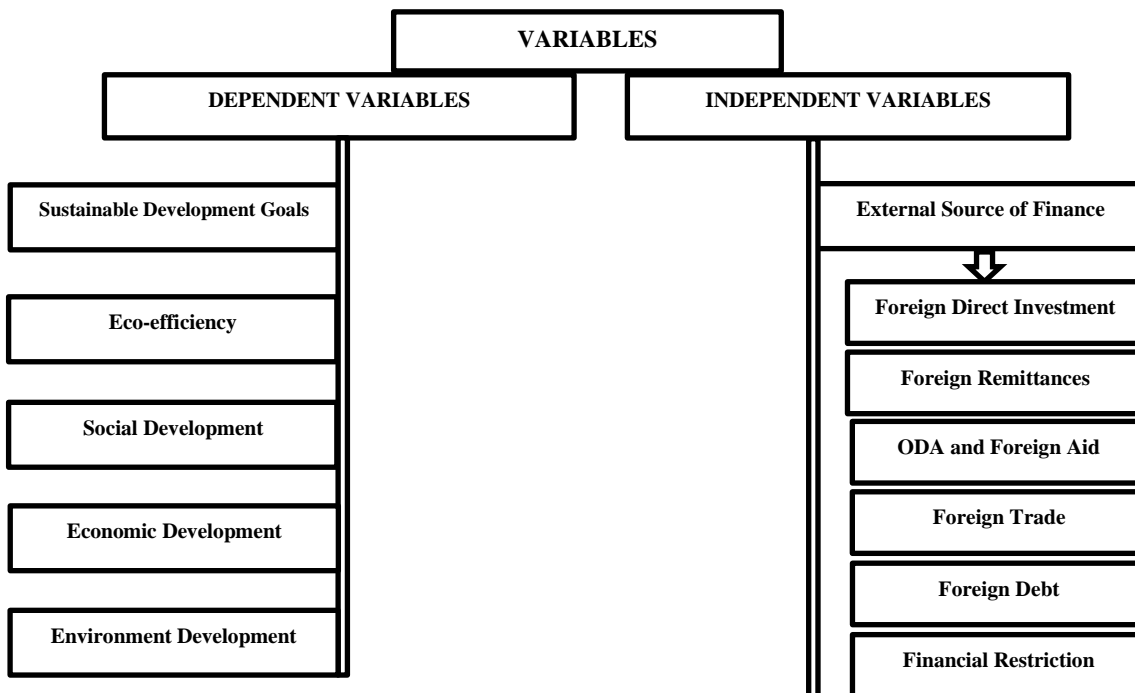 VARIABLES
DEPENDENT VARIABLES
INDEPENDENT VARIABLES
Sustainable Development Goals
Eco-efficiency
Social Development
Economic Development
Environment Development
External Source of Finance
Foreign Direct Investment
Foreign Remittances
ODA and Foreign Aid
Foreign Trade
Foreign Debt
Financial Restriction